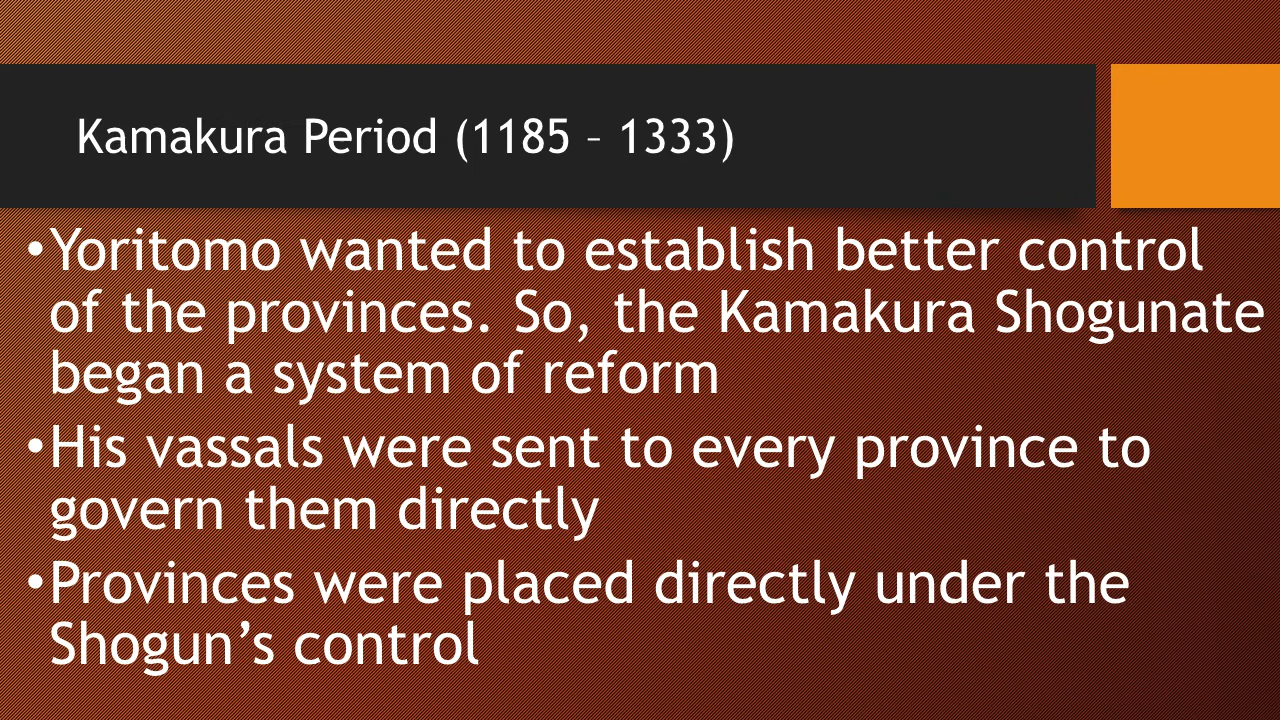 Kamakura Period (1185 – 1333)
•Yoritomo wanted to establish better control
of the provinces. So, the Kamakura Shogunate
began a system of reform
•His vassals were sent to every province to
govern them directly
•Provinces were placed directly under the
Shogun’s control